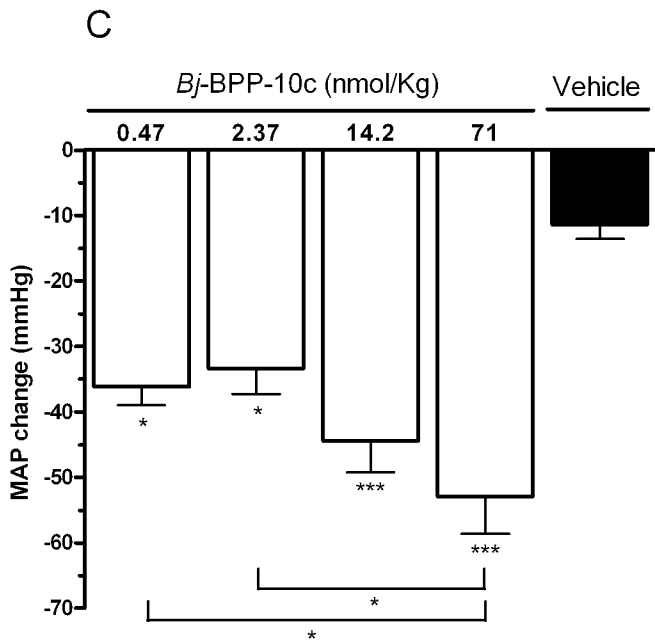 C
Bj-BPP-10c (nmol/Kg) Vehicle
0.47 2.37 14.2 71
MAP change (mmHg)
0
-10
-20
-30
-40
-50
-60
-70
* * *** ***
*
*